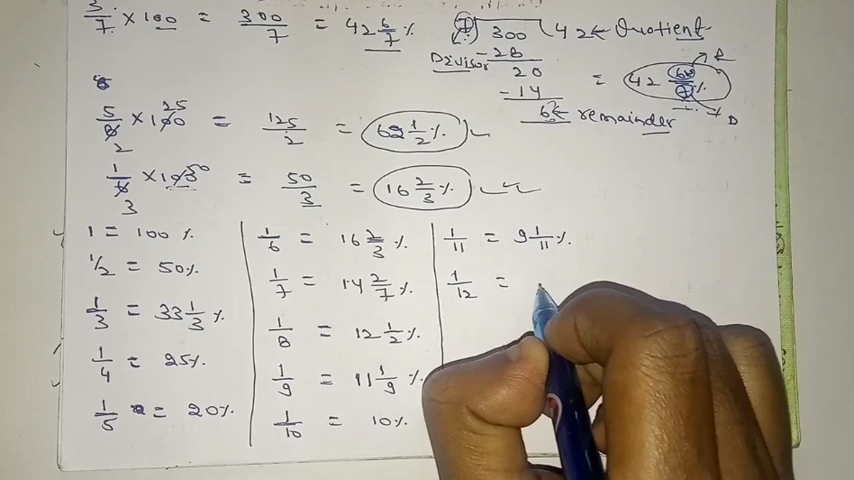 3/7 × 100 = 300/7 = 42 6/7 %
7 ) 300 ( 42 ← Quotient
Divisor
-28
20
-14
6 ← remainder
= 42 6/7 % R D
5/8 × 100 25 2 = 125/2 = 62 1/2 %
1/6 × 100 50 3 = 50/3 = 16 2/3 %
1 = 100 %
1/2 = 50%
1/3 = 33 1/3 %
1/4 = 25%
1/5 = 20%
1/6 = 16 2/3 %
1/7 = 14 2/7 %
1/8 = 12 1/2 %
1/9 = 11 1/9 %
1/10 = 10%
1/11 = 9 1/11 %.
1/12 =